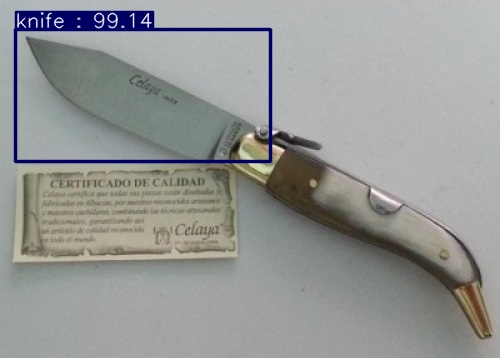 knife : 99.14
Celaya
INOX
CERTIFICADO DE CALIDAD
Celaya certifica que todas sus piezas están diseñadas y
fabricadas en Albacete, por maestros reconocidos artesanos
y maestros cuchilleros, combinando las técnicas artesanales
tradicionales, garantizando así
un artículo de calidad reconocido
en todo el mundo.
Celaya